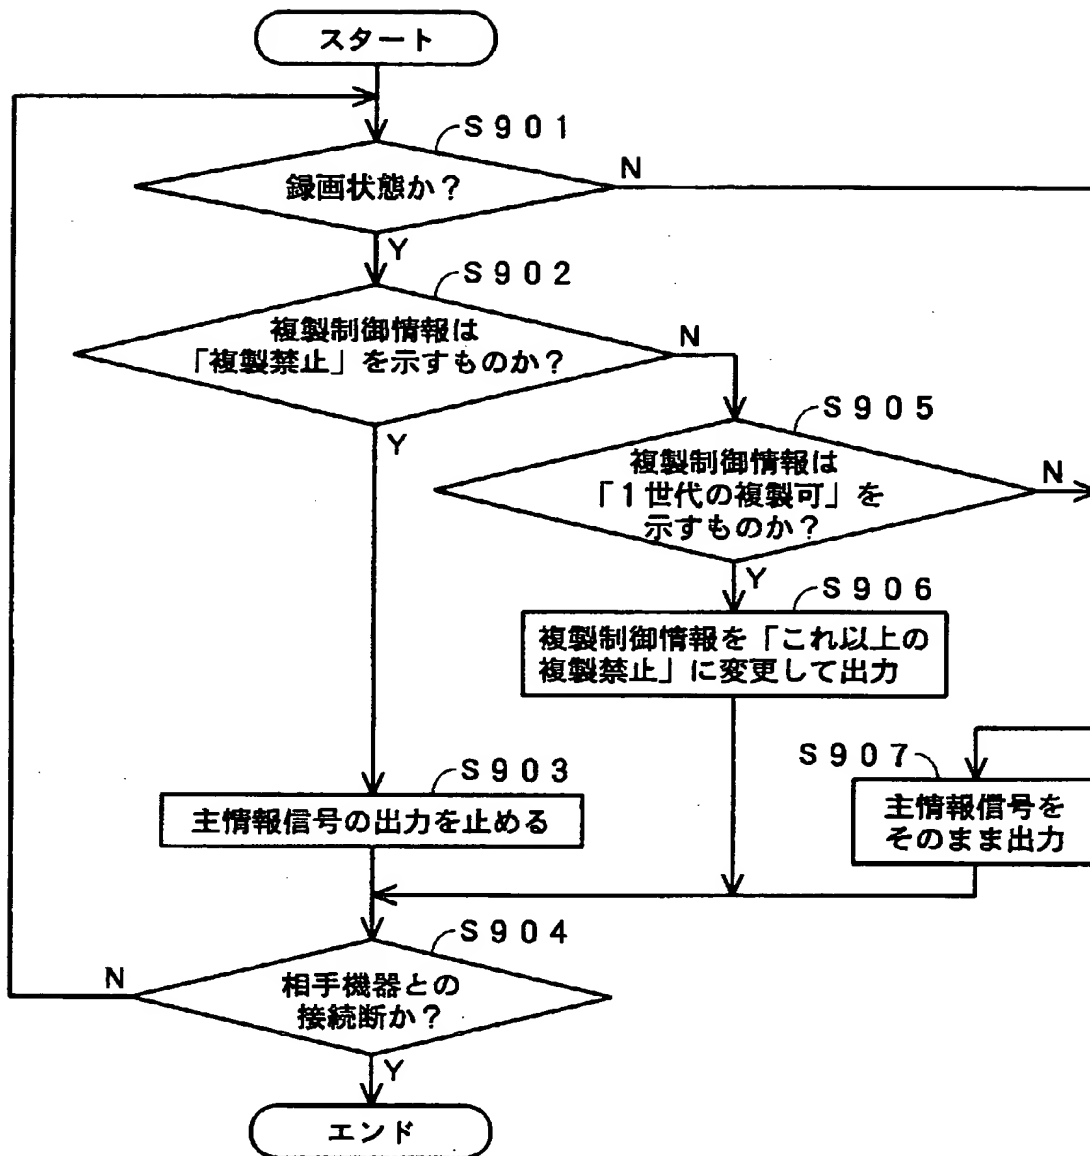 スタート
S901
録画状態か？
N
Y
S902
複製制御情報は
「複製禁止」を示すものか？
N
Y
S905
複製制御情報は
「１世代の複製可」を
示すものか？
N
Y
S906
複製制御情報を「これ以上の
複製禁止」に変更して出力
S907
主情報信号を
そのまま出力
S903
主情報信号の出力を止める
S904
相手機器との
接続断か？
N
Y
エンド